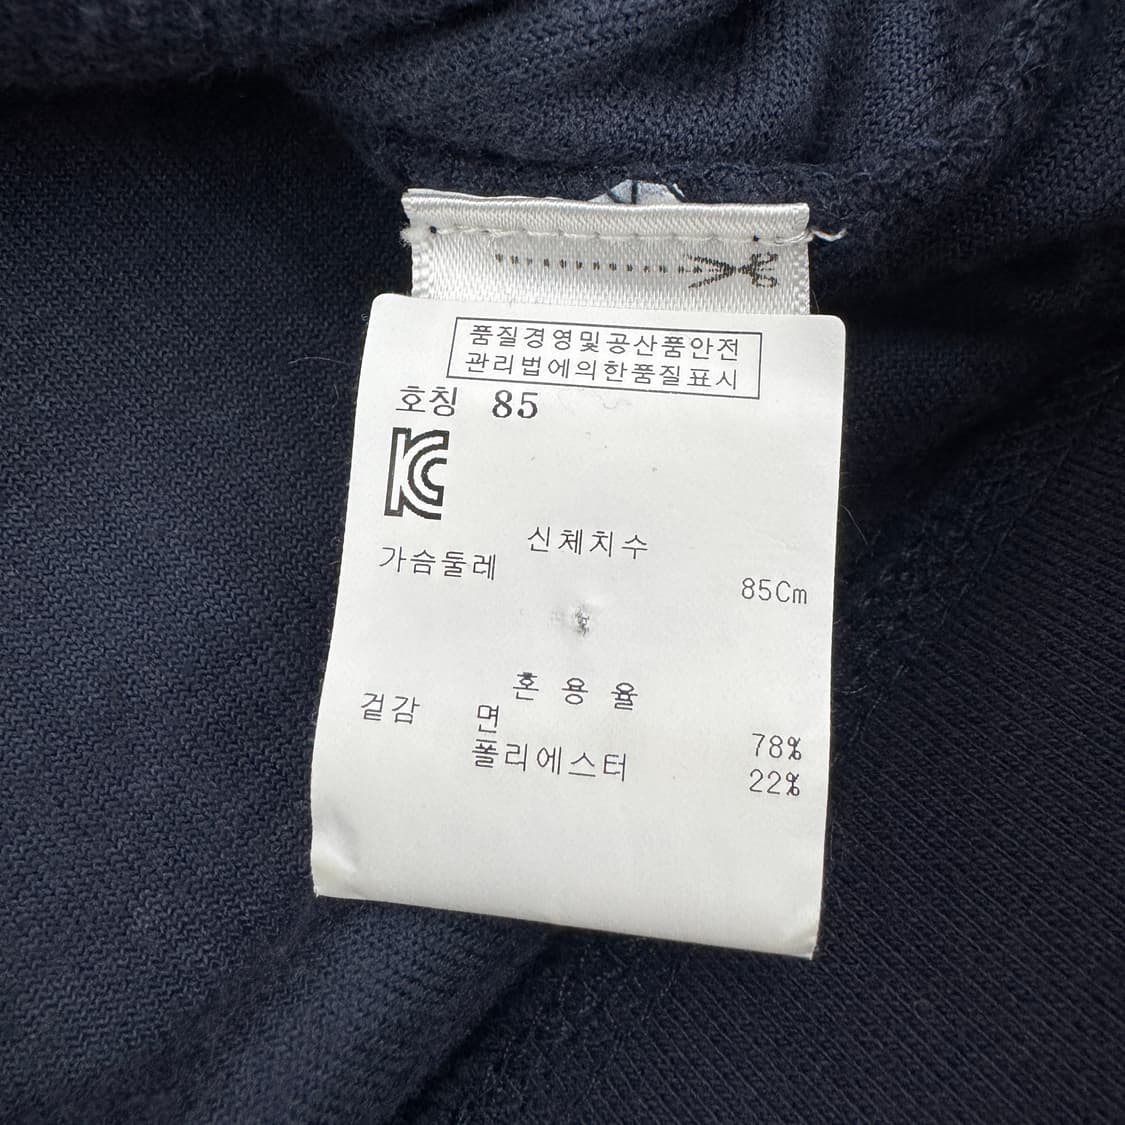 품질경영및공산품안전
관리법에의한품질표시
호칭 85
KC
신체치수
가슴둘레 85Cm
혼 용 율
겉감 면 78%
폴리에스터 22%